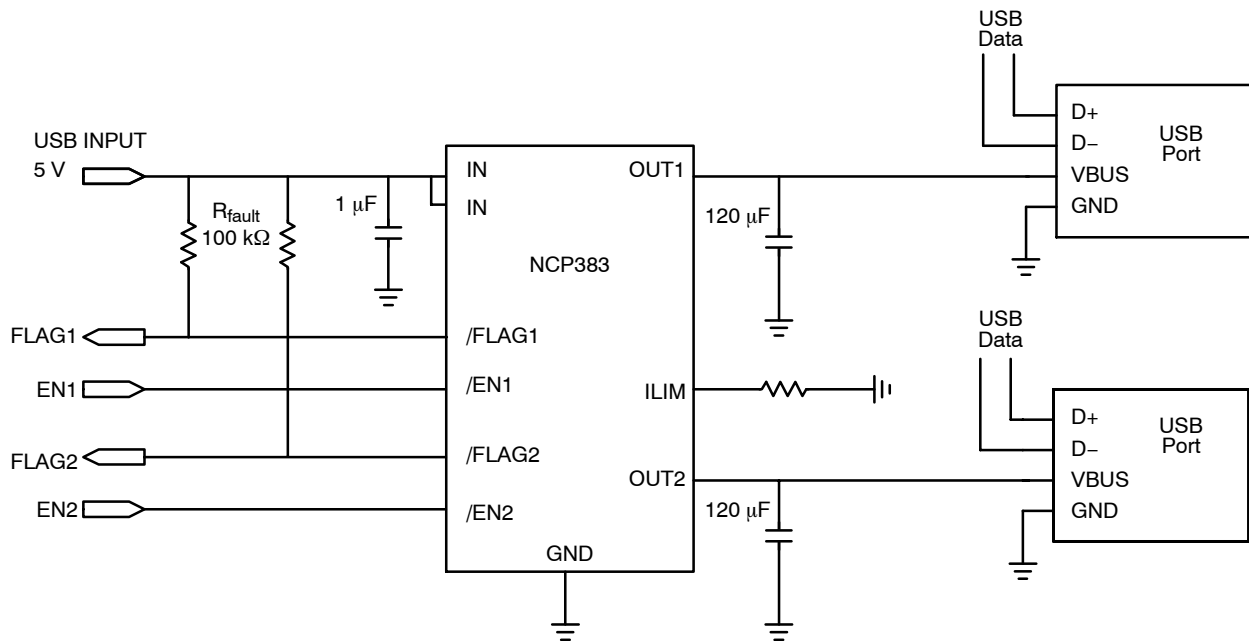 USB
Data
D+
D−
VBUS
GND
USB
Port
USB INPUT
5 V
R fault
100 kΩ
1 μF
IN
IN
OUT1
120 μF
NCP383
FLAG1
/FLAG1
EN1
/EN1
ILIM
FLAG2
/FLAG2
OUT2
EN2
/EN2
GND
120 μF
USB
Data
D+
D−
VBUS
GND
USB
Port